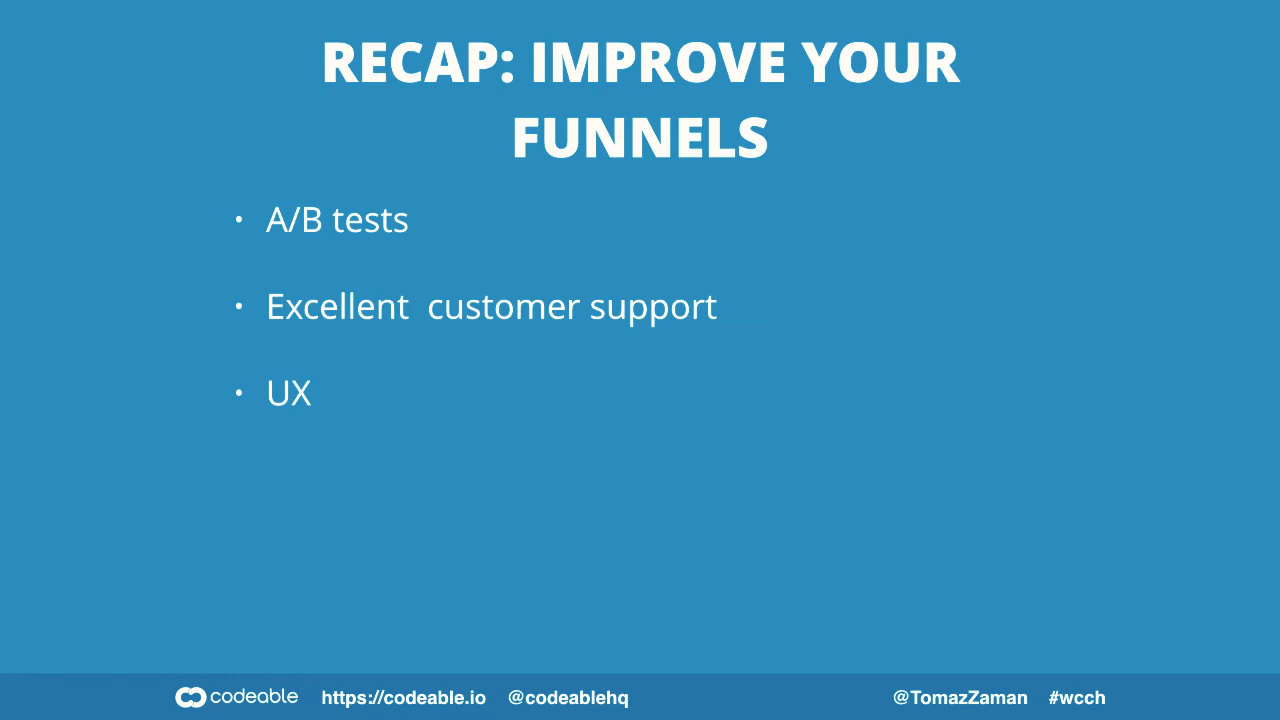 RECAP: IMPROVE YOUR
FUNNELS
• A/B tests
• Excellent  customer support
• UX
codeable https://codeable.io @codeablehq @TomazZaman #wcch